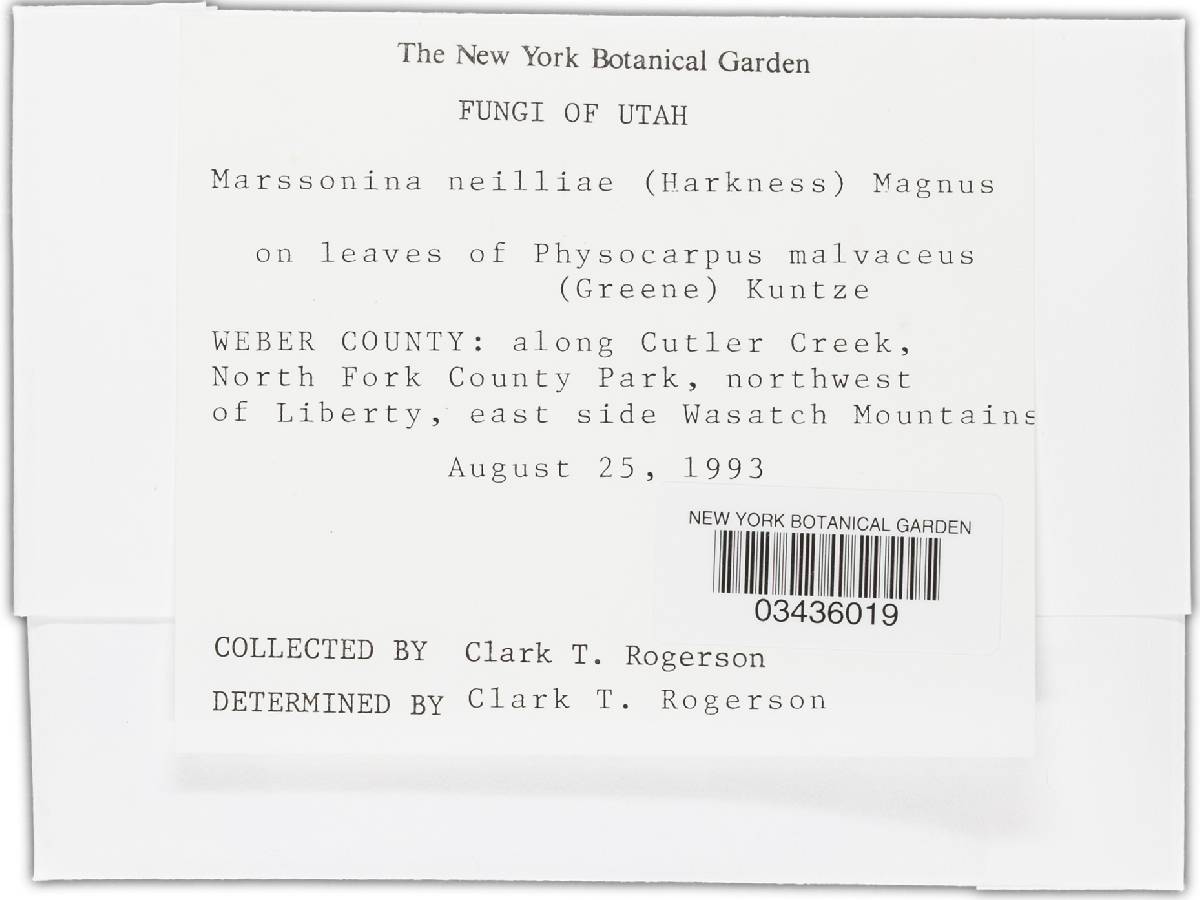 The New York Botanical Garden
FUNGI OF UTAH
Marssonina neilliae (Harkness) Magnus
on leaves of Physocarpus malvaceus
(Greene) Kuntze
WEBER COUNTY: along Cutler Creek,
North Fork County Park, northwest
of Liberty, east side Wasatch Mountains
August 25, 1993
NEW YORK BOTANICAL GARDEN
03436019
COLLECTED BY Clark T. Rogerson
DETERMINED BY Clark T. Rogerson